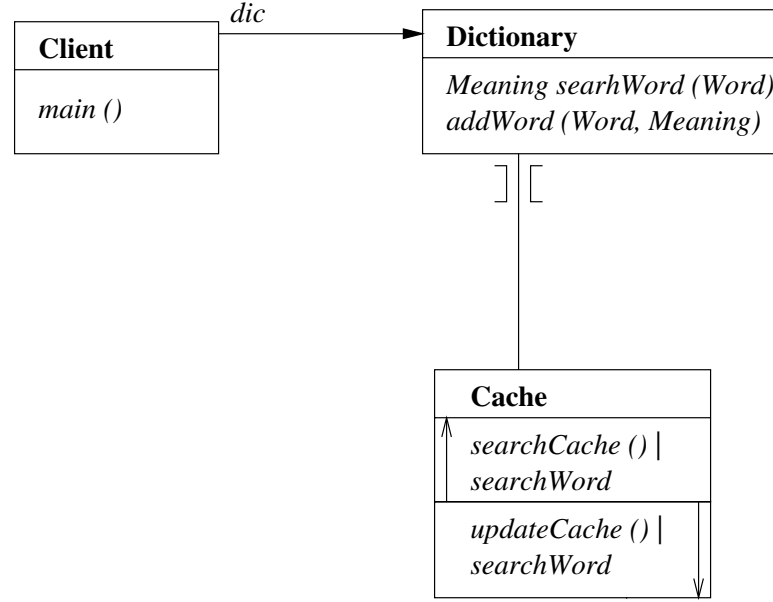 dic
Client
main ()
Dictionary
Meaning searhWord (Word)
addWord (Word, Meaning)
Cache
searchCache () |
searchWord
updateCache () |
searchWord